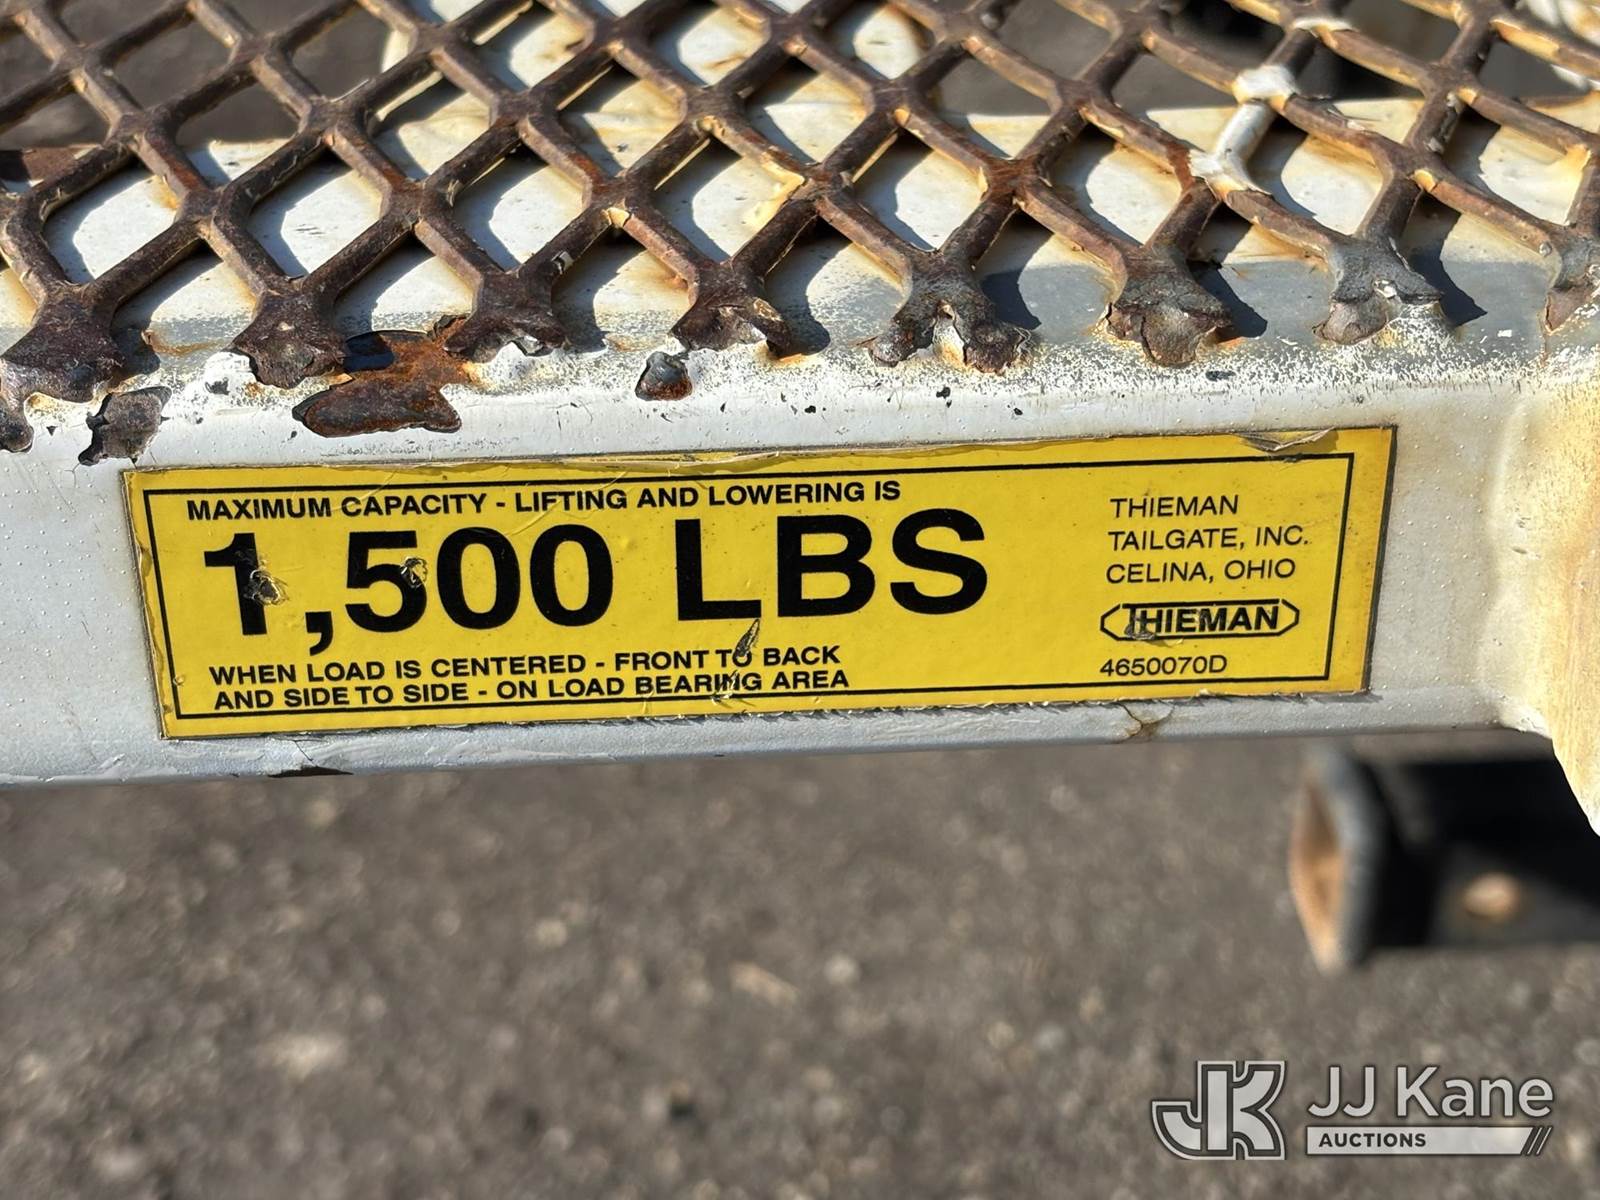 MAXIMUM CAPACITY - LIFTING AND LOWERING IS
1,500 LBS
WHEN LOAD IS CENTERED - FRONT TO BACK
AND SIDE TO SIDE - ON LOAD BEARING AREA
THIEMAN
TAILGATE, INC.
CELINA, OHIO
THIEMAN
4650070D
JK JJ Kane
AUCTIONS